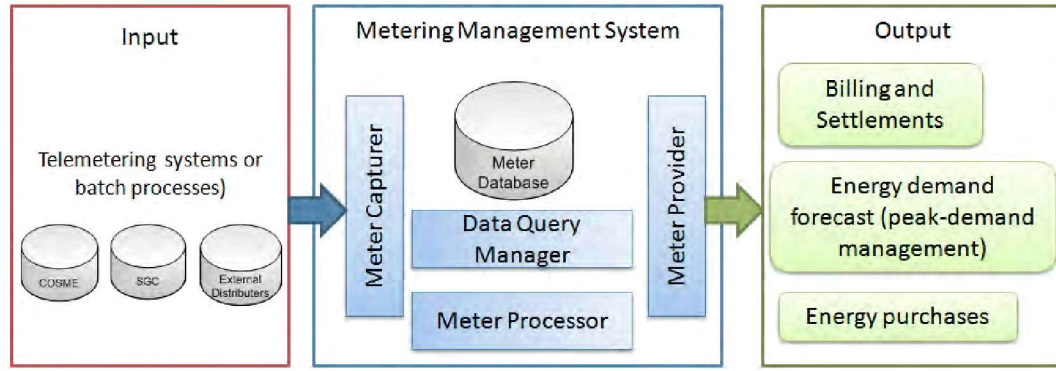 Input
Telemetering systems or
batch processes)
COSME
SGC
External
Distributers
Metering Management System
Meter Capturer
Meter
Database
Data Query
Manager
Meter Processor
Meter Provider
Output
Billing and
Settlements
Energy demand
forecast (peak-demand
management)
Energy purchases